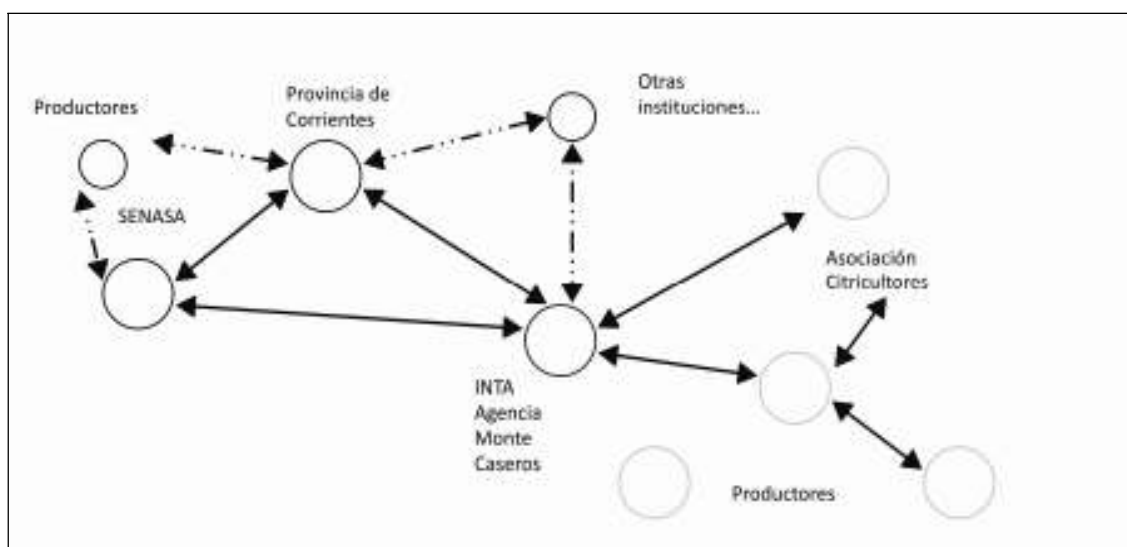 Productores
Provincia de
Corrientes
Otras
instituciones...
SENASA
Asociación
Citricultores
INTA
Agencia
Monte
Caseros
Productores